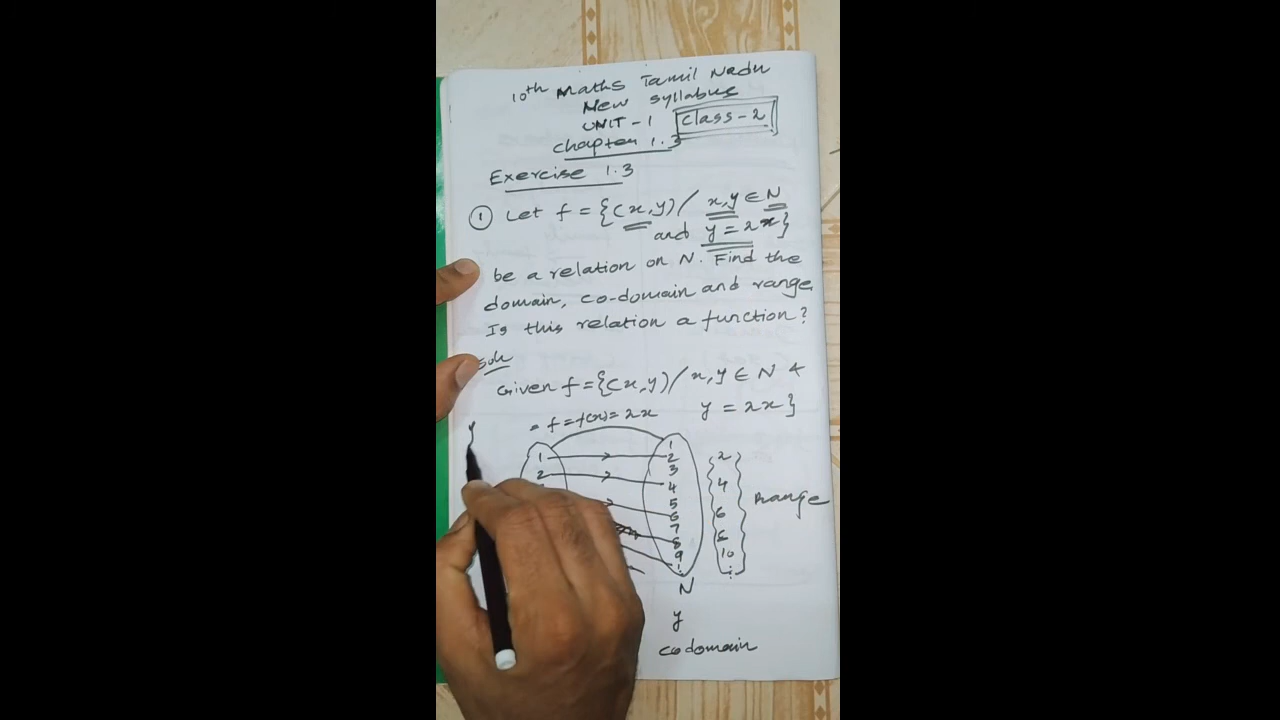 10th Maths Tamil Nadu
New syllabus
UNIT - 1 Class - 2
Chapter 1.3
Exercise 1.3
① Let f = {(x,y) / x,y ∈ N
and y = 2x}
be a relation on N. Find the
domain, co-domain and range
Is this relation a function?
Soln
Given f = {(x,y) / x,y ∈ N &
y = 2x}
= f = f(x) = 2x
1 1 2
2 2 4
3 6
4 8
5 10
6 :
7
8
9
:
Range
N
y
codomain